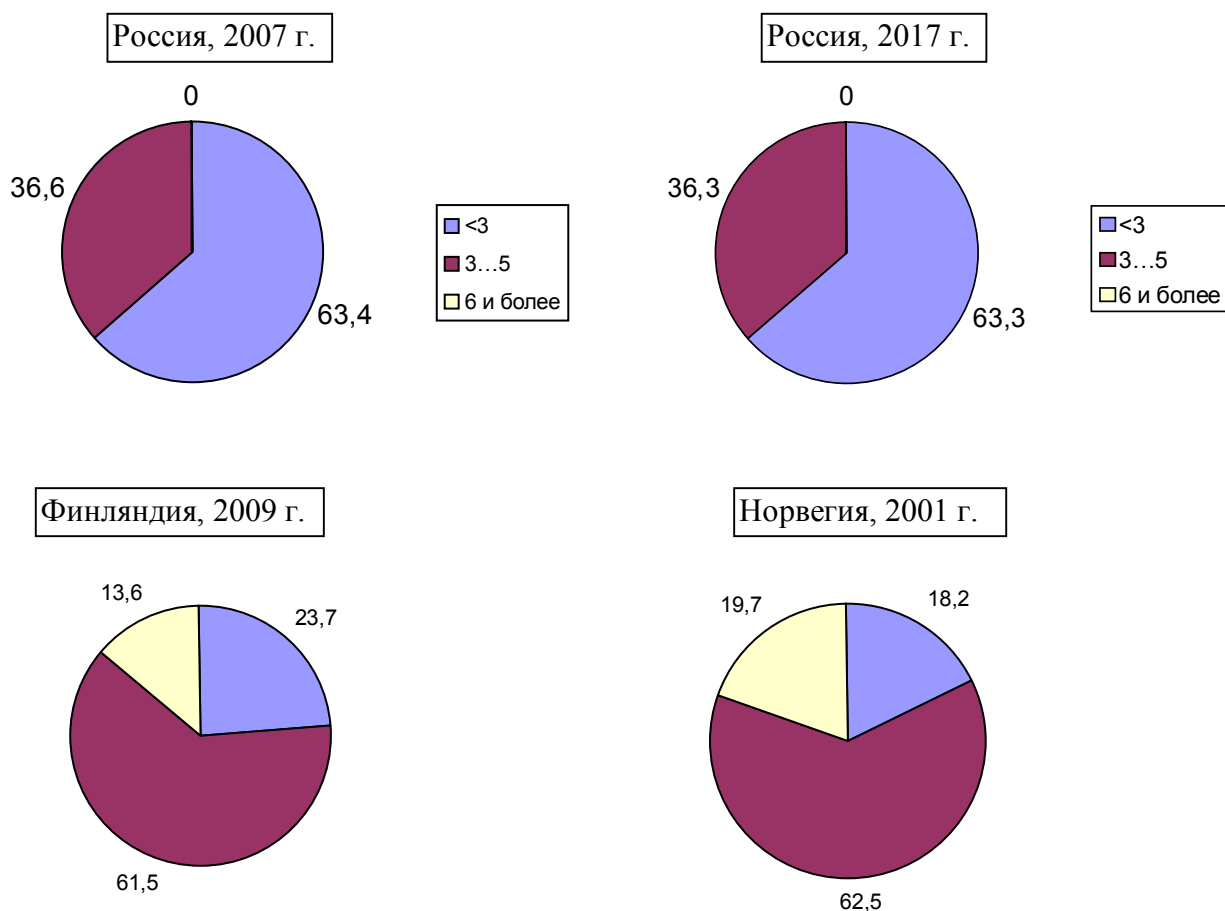 Россия, 2007 г.
0
36,6
63,4
<3
3...5
6 и более
Россия, 2017 г.
0
36,3
63,3
<3
3...5
6 и более
Финляндия, 2009 г.
13,6
23,7
61,5
Норвегия, 2001 г.
19,7
18,2
62,5